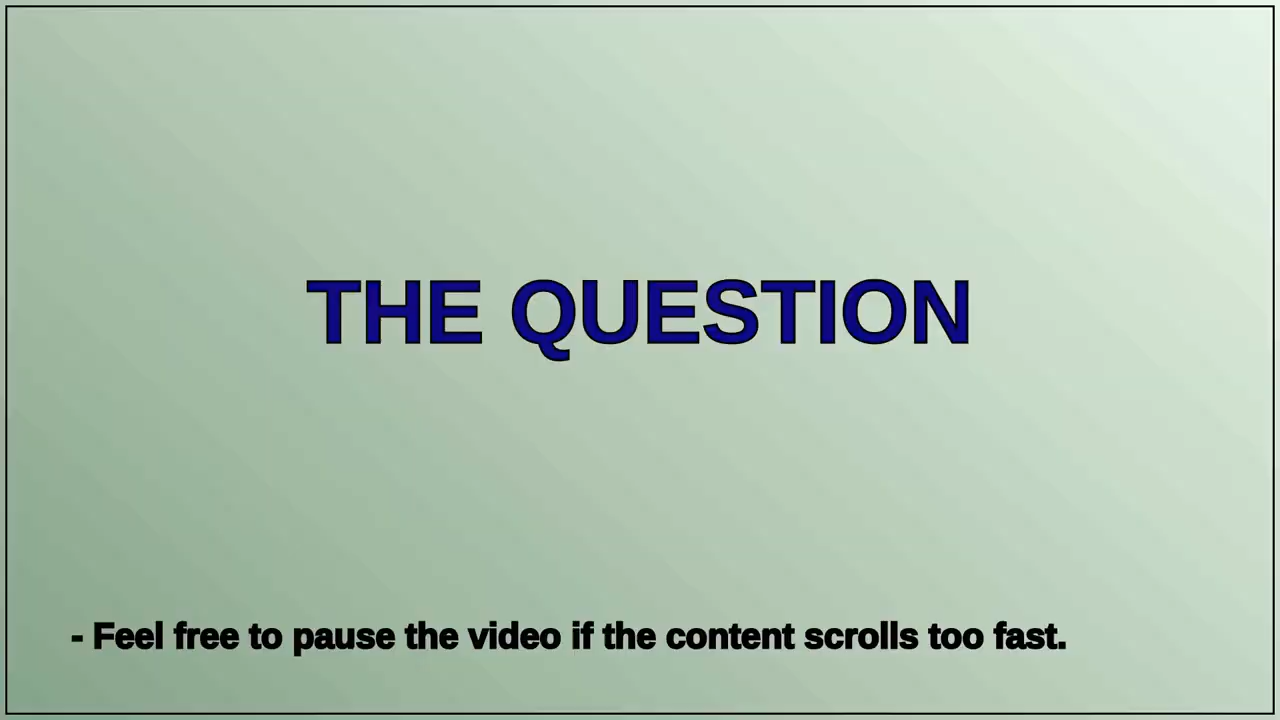 THE QUESTION
- Feel free to pause the video if the content scrolls too fast.